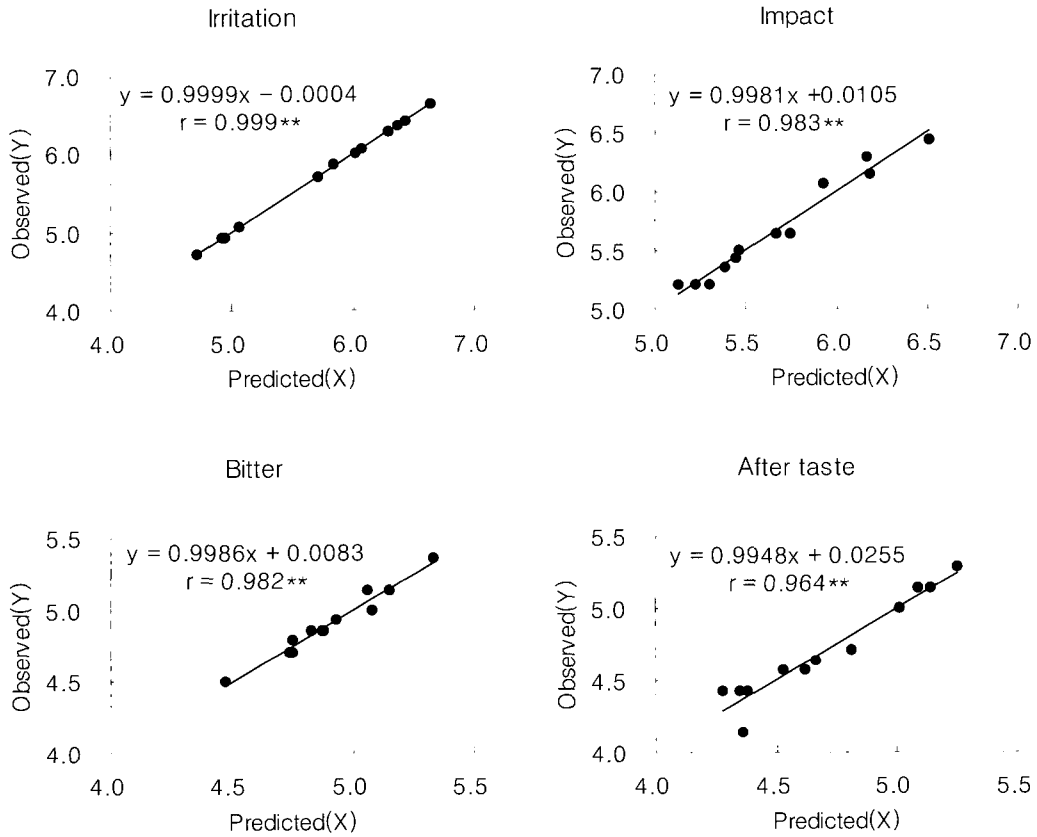 Irritation
7.0
6.0
5.0
4.0
4.0 5.0 6.0 7.0
Observed(Y)
Predicted(X)
y = 0.9999x − 0.0004
r = 0.999**
Impact
7.0
6.5
6.0
5.5
5.0
5.0 5.5 6.0 6.5 7.0
Observed(Y)
Predicted(X)
y = 0.9981x +0.0105
r = 0.983**
Bitter
5.5
5.0
4.5
4.0
4.0 4.5 5.0 5.5
Observed(Y)
Predicted(X)
y = 0.9986x + 0.0083
r = 0.982**
After taste
5.5
5.0
4.5
4.0
4.0 4.5 5.0 5.5
Observed(Y)
Predicted(X)
y = 0.9948x + 0.0255
r = 0.964**